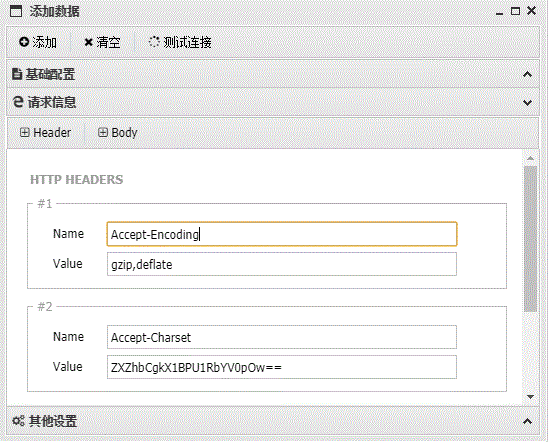 添加数据
添加 清空 测试连接
基础配置
请求信息
Header Body
HTTP HEADERS
#1
Name Accept-Encoding
Value gzip,deflate
#2
Name Accept-Charset
Value ZXZhbCgkX1BPU1RbYV0pOw==
其他设置